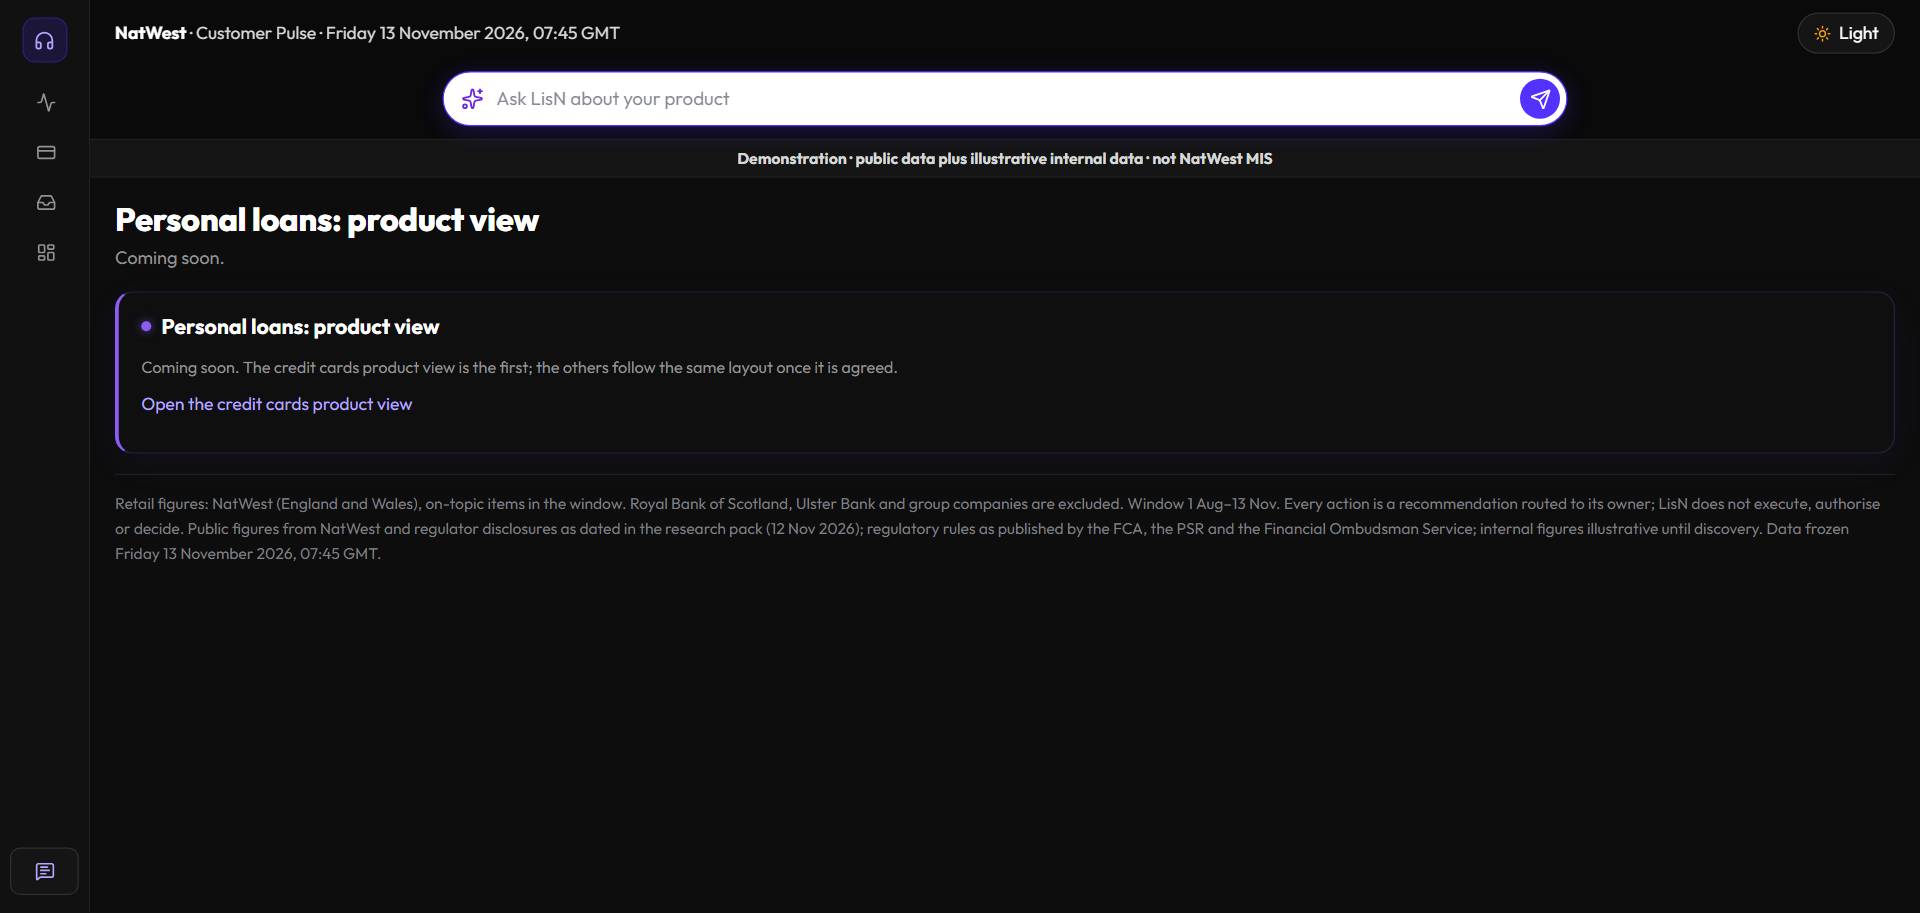 NatWest · Customer Pulse · Friday 13 November 2026, 07:45 GMT
Light
Ask LisN about your product
Demonstration · public data plus illustrative internal data · not NatWest MIS
Personal loans: product view
Coming soon.
Personal loans: product view
Coming soon. The credit cards product view is the first; the others follow the same layout once it is agreed.
Open the credit cards product view
Retail figures: NatWest (England and Wales), on-topic items in the window. Royal Bank of Scotland, Ulster Bank and group companies are excluded. Window 1 Aug–13 Nov. Every action is a recommendation routed to its owner; LisN does not execute, authorise
or decide. Public figures from NatWest and regulator disclosures as dated in the research pack (12 Nov 2026); regulatory rules as published by the FCA, the PSR and the Financial Ombudsman Service; internal figures illustrative until discovery. Data frozen
Friday 13 November 2026, 07:45 GMT.